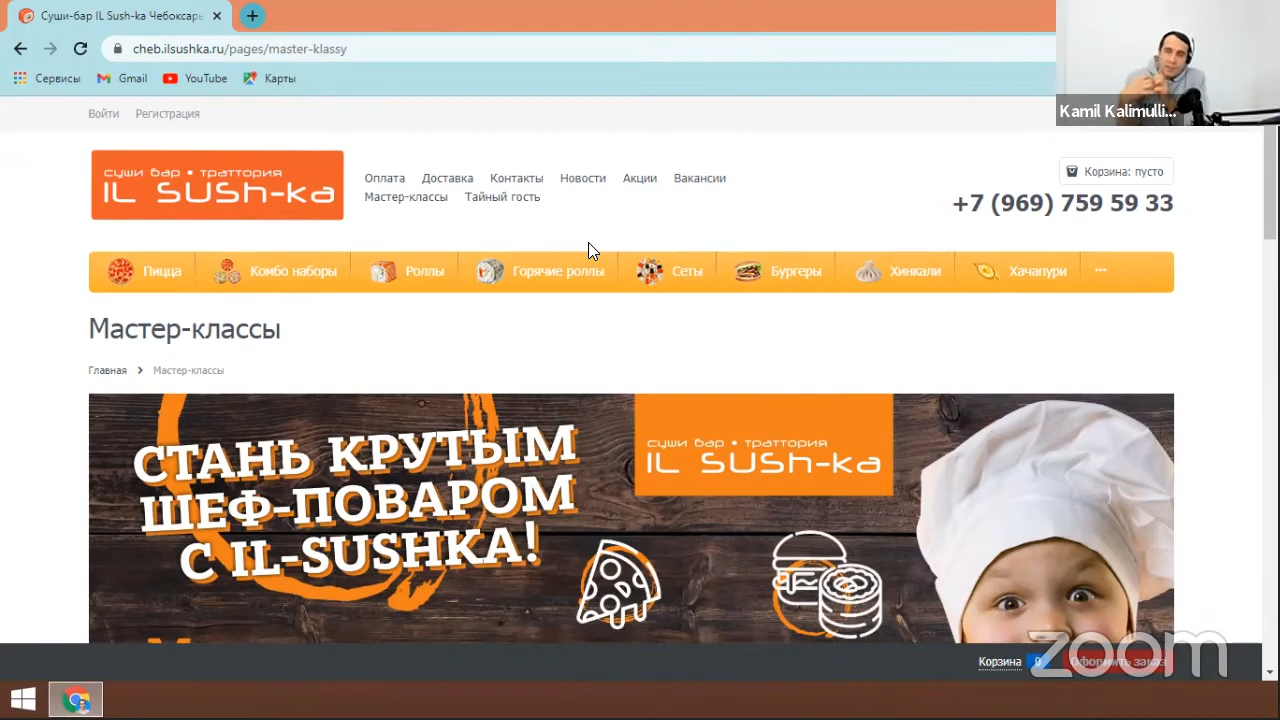 Суши-бар IL Sush-ka Чебоксары
cheb.ilsushka.ru/pages/master-klassy
Сервисы Gmail YouTube Карты
Kamil Kalimulli...
Войти Регистрация
суши бар • траттория
IL SUSh-ka
Оплата Доставка Контакты Новости Акции Вакансии
Мастер-классы Тайный гость
Корзина: пусто
+7 (969) 759 59 33
Пицца Комбо наборы Роллы Горячие роллы Сеты Бургеры Хинкали Хачапури ...
Мастер-классы
Главная > Мастер-классы
СТАНЬ КРУТЫМ
ШЕФ-ПОВАРОМ
С IL-SUSHKA!
суши бар • траттория
IL SUSh-ka
Корзина 0 Оформить заказ
zoom